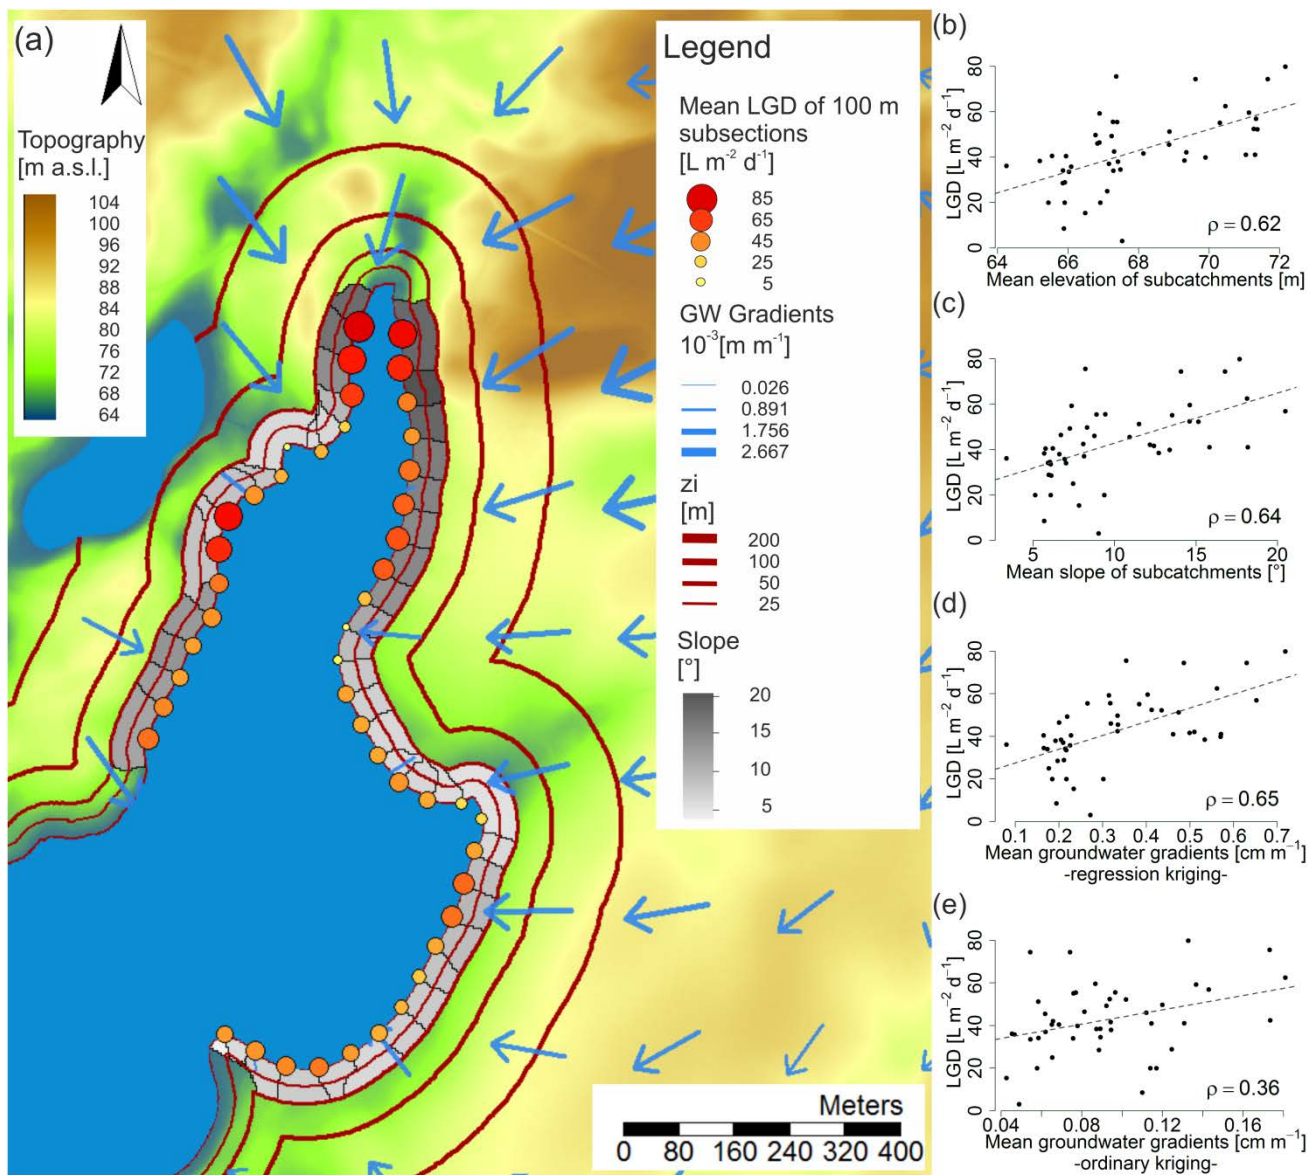 (a)
Topography
[m a.s.l.]
104
100
96
92
88
84
80
76
72
68
64
Legend
Mean LGD of 100 m
subsections
[L m⁻² d⁻¹]
85
65
45
25
5
GW Gradients
10⁻³[m m⁻¹]
0.026
0.891
1.756
2.667
zi
[m]
200
100
50
25
Slope
[°]
20
15
10
5
Meters
0 80 160 240 320 400
(b)
LGD [L m⁻² d⁻¹]
80
60
40
20
0
ρ = 0.62
64 66 68 70 72
Mean elevation of subcatchments [m]
(c)
LGD [L m⁻² d⁻¹]
80
60
40
20
0
ρ = 0.64
5 10 15 20
Mean slope of subcatchments [°]
(d)
LGD [L m⁻² d⁻¹]
80
60
40
20
0
ρ = 0.65
0.1 0.2 0.3 0.4 0.5 0.6 0.7
Mean groundwater gradients [cm m⁻¹]
-regression kriging-
(e)
LGD [L m⁻² d⁻¹]
80
60
40
20
0
ρ = 0.36
0.04 0.08 0.12 0.16
Mean groundwater gradients [cm m⁻¹]
-ordinary kriging-